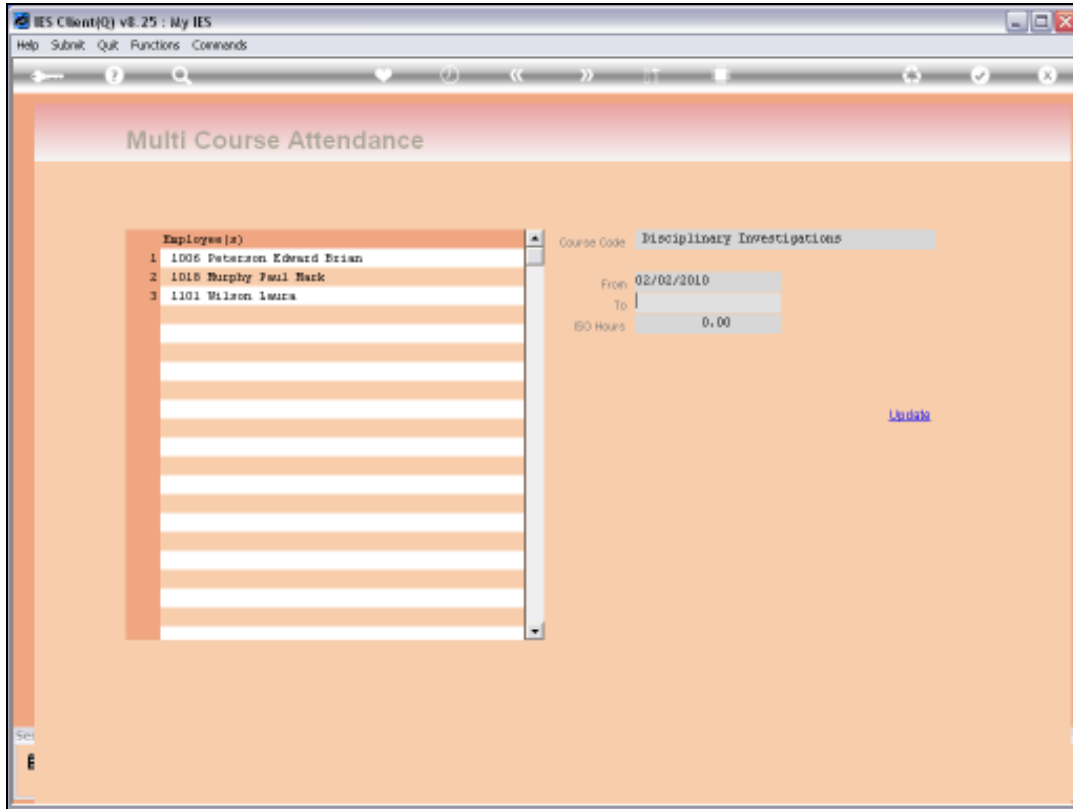 IES Client(Q) v8.25 : My IES
Help Submit Quit Functions Commands
Multi Course Attendance
Employee(s)
1 1006 Peterson Edward Brian
2 1018 Murphy Paul Mark
3 1101 Wilson Laura
Course Code Disciplinary Investigations
From 02/02/2010
To
ISO Hours 0.00
Update
Ses